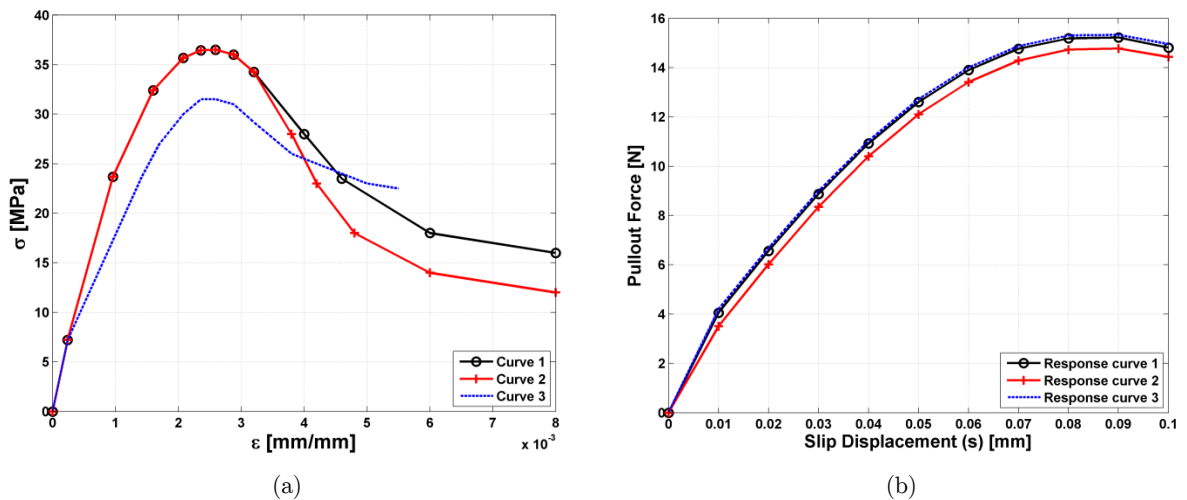 40
35
30
25
20
15
10
5
0
σ [MPa]
0 1 2 3 4 5 6 7 8
x 10⁻³
ε [mm/mm]
Curve 1
Curve 2
Curve 3
(a)
16
14
12
10
8
6
4
2
0
Pullout Force [N]
0 0.01 0.02 0.03 0.04 0.05 0.06 0.07 0.08 0.09 0.1
Slip Displacement (s) [mm]
Response curve 1
Response curve 2
Response curve 3
(b)